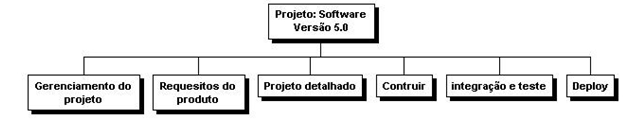 Projeto: Software
Versão 5.0
Gerenciamento do
projeto
Requesitos do
produto
Projeto detalhado
Contruir
integração e teste
Deploy